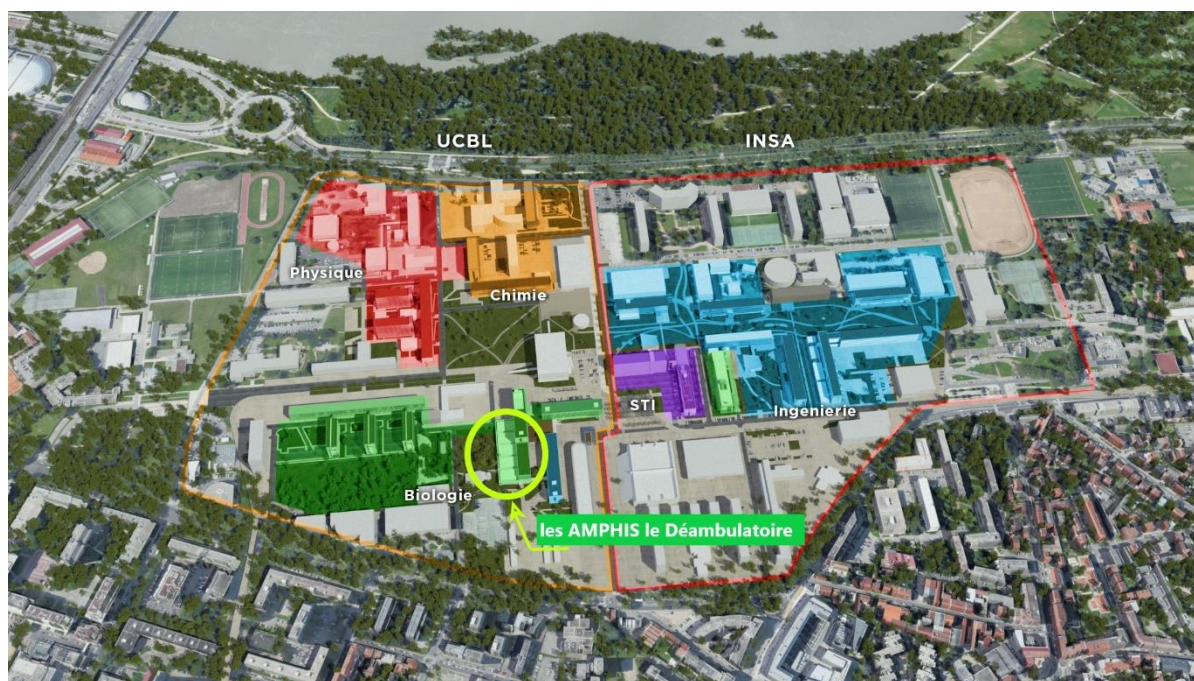 UCBL
INSA
Physique
Chimie
STI
Ingenierie
Biologie
les AMPHIS le Déambulatoire